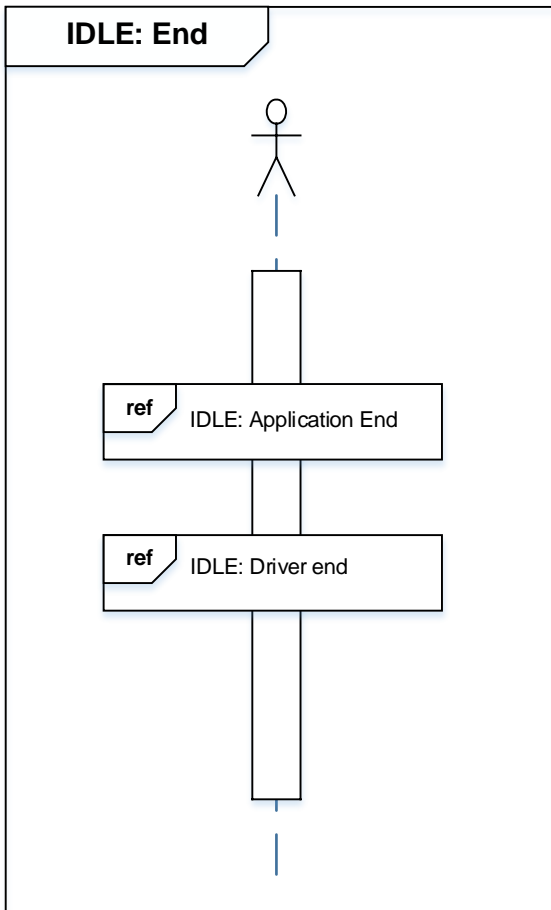 IDLE: End
ref
IDLE: Application End
ref
IDLE: Driver end